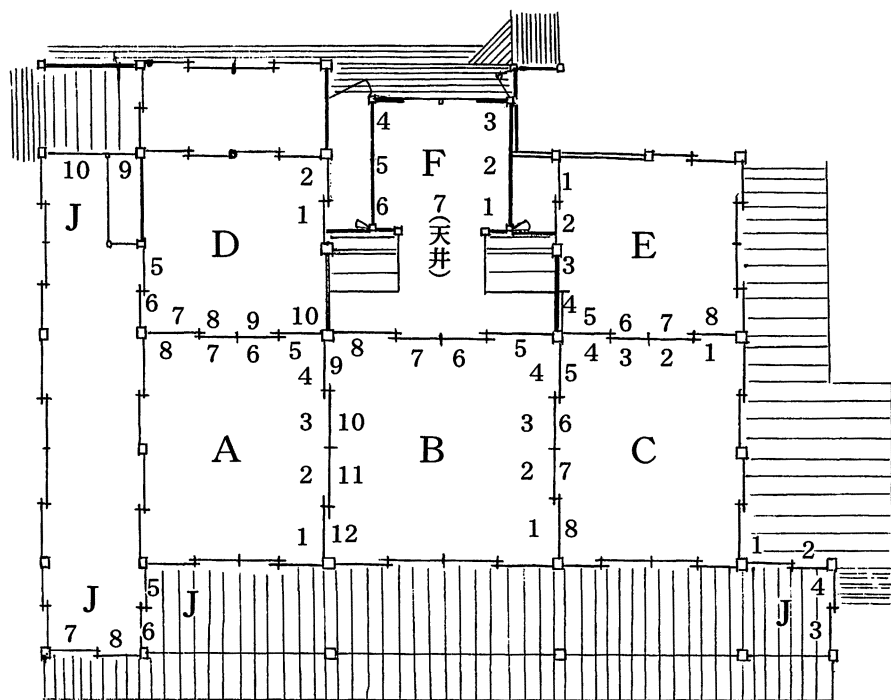 4 3
10 9 2 5 F 2 1
J 1 6 7(天井) 1 2
D 3 E
5
6 4
7 8 9 10 5 6 7 8
8 7 6 5 9 8 7 6 5 4 3 2 1
4 4 5
3 10 3 6
A B C
2 11 2 7
1 12 1 8
1 2
J 5 J J 4
7 8 6 3